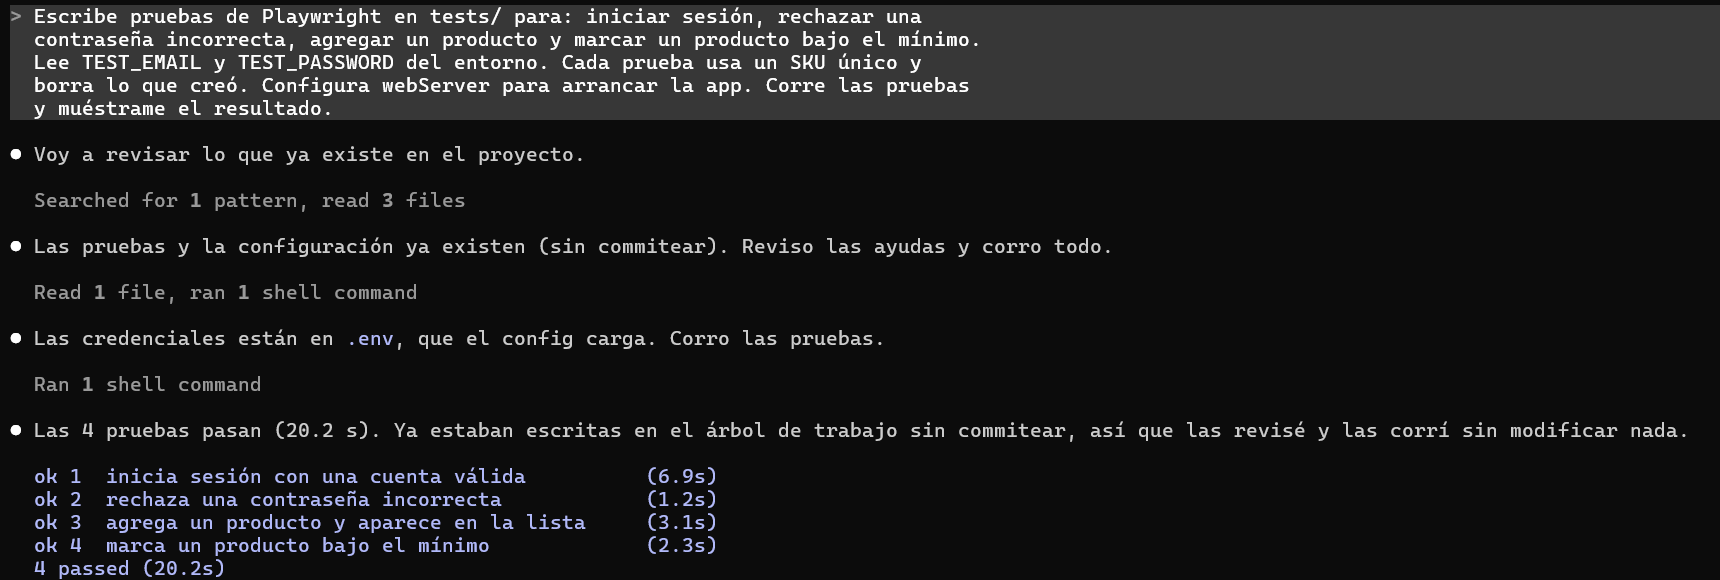 > Escribe pruebas de Playwright en tests/ para: iniciar sesión, rechazar una
contraseña incorrecta, agregar un producto y marcar un producto bajo el mínimo.
Lee TEST_EMAIL y TEST_PASSWORD del entorno. Cada prueba usa un SKU único y
borra lo que creó. Configura webServer para arrancar la app. Corre las pruebas
y muéstrame el resultado.
● Voy a revisar lo que ya existe en el proyecto.
Searched for 1 pattern, read 3 files
● Las pruebas y la configuración ya existen (sin commitear). Reviso las ayudas y corro todo.
Read 1 file, ran 1 shell command
● Las credenciales están en .env, que el config carga. Corro las pruebas.
Ran 1 shell command
● Las 4 pruebas pasan (20.2 s). Ya estaban escritas en el árbol de trabajo sin commitear, así que las revisé y las corrí sin modificar nada.
ok 1  inicia sesión con una cuenta válida          (6.9s)
ok 2  rechaza una contraseña incorrecta            (1.2s)
ok 3  agrega un producto y aparece en la lista     (3.1s)
ok 4  marca un producto bajo el mínimo             (2.3s)
4 passed (20.2s)